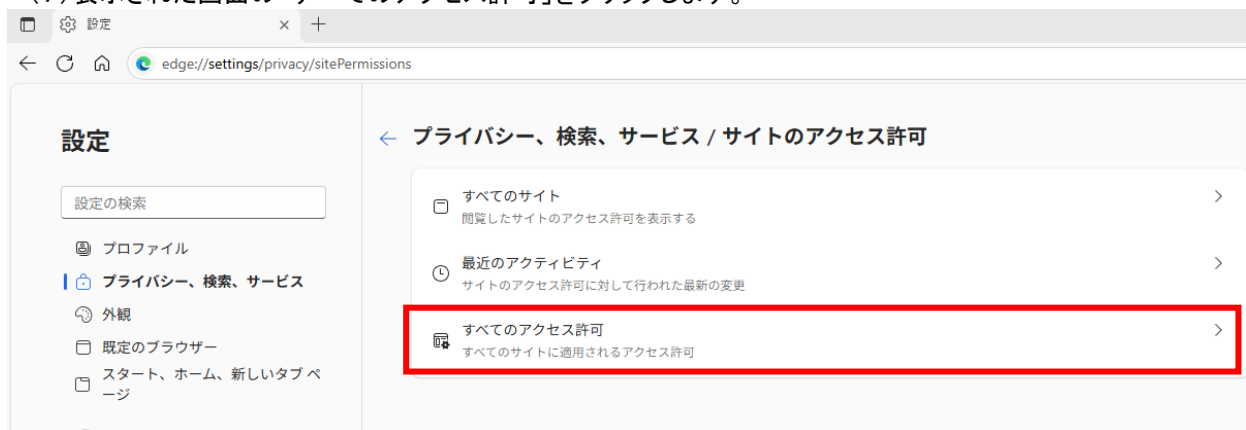 設定
edge://settings/privacy/sitePermissions
設定
設定の検索
プロファイル
プライバシー、検索、サービス
外観
既定のブラウザー
スタート、ホーム、新しいタブ ペ
ージ
プライバシー、検索、サービス / サイトのアクセス許可
すべてのサイト
閲覧したサイトのアクセス許可を表示する
最近のアクティビティ
サイトのアクセス許可に対して行われた最新の変更
すべてのアクセス許可
すべてのサイトに適用されるアクセス許可